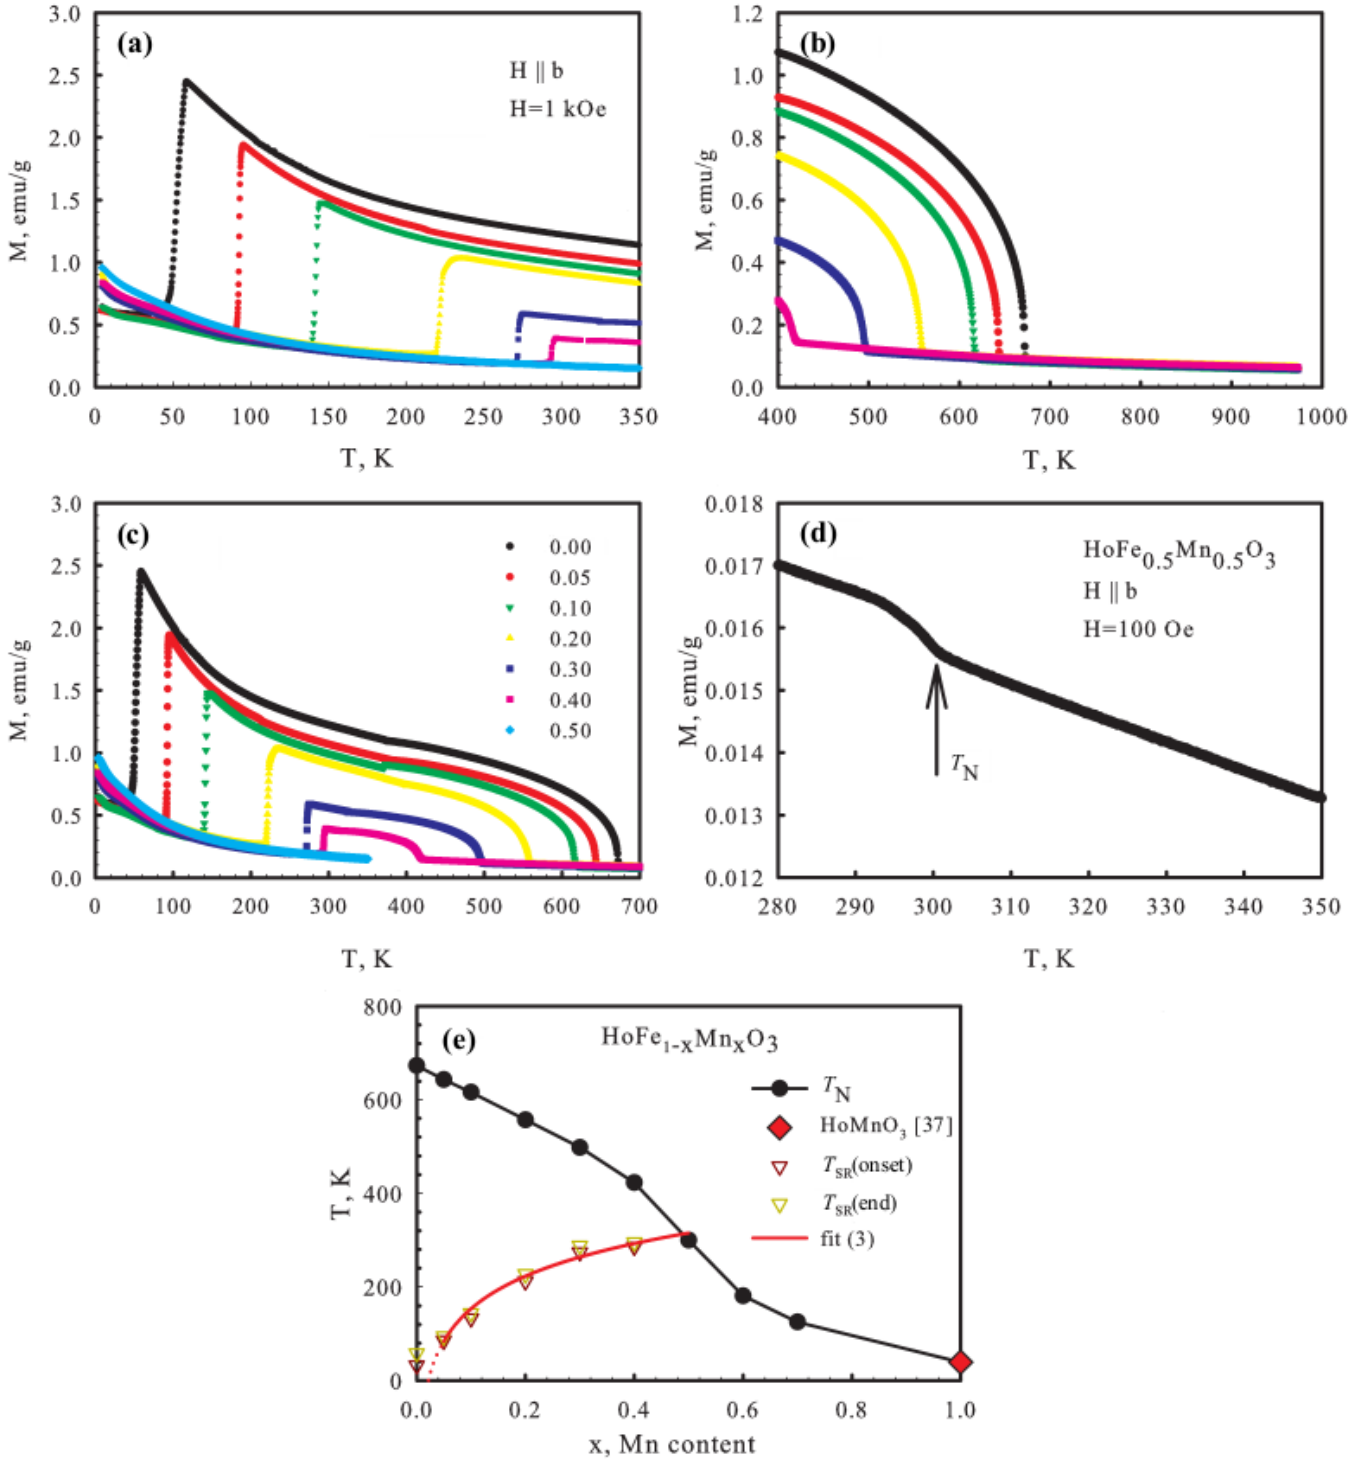 (a)
H || b
H=1 kOe
M, emu/g
3.0
2.5
2.0
1.5
1.0
0.5
0.0
0 50 100 150 200 250 300 350
T, K
(b)
M, emu/g
1.2
1.0
0.8
0.6
0.4
0.2
0.0
400 500 600 700 800 900 1000
T, K
(c)
M, emu/g
3.0
2.5
2.0
1.5
1.0
0.5
0.0
0.00
0.05
0.10
0.20
0.30
0.40
0.50
0 100 200 300 400 500 600 700
T, K
(d)
HoFe0.5Mn0.5O3
H || b
H=100 Oe
M, emu/g
0.018
0.017
0.016
0.015
0.014
0.013
0.012
TN
280 290 300 310 320 330 340 350
T, K
(e)
HoFe1-xMnxO3
T, K
800
600
400
200
0
TN
HoMnO3 [37]
TSR(onset)
TSR(end)
fit (3)
0.0 0.2 0.4 0.6 0.8 1.0
x, Mn content